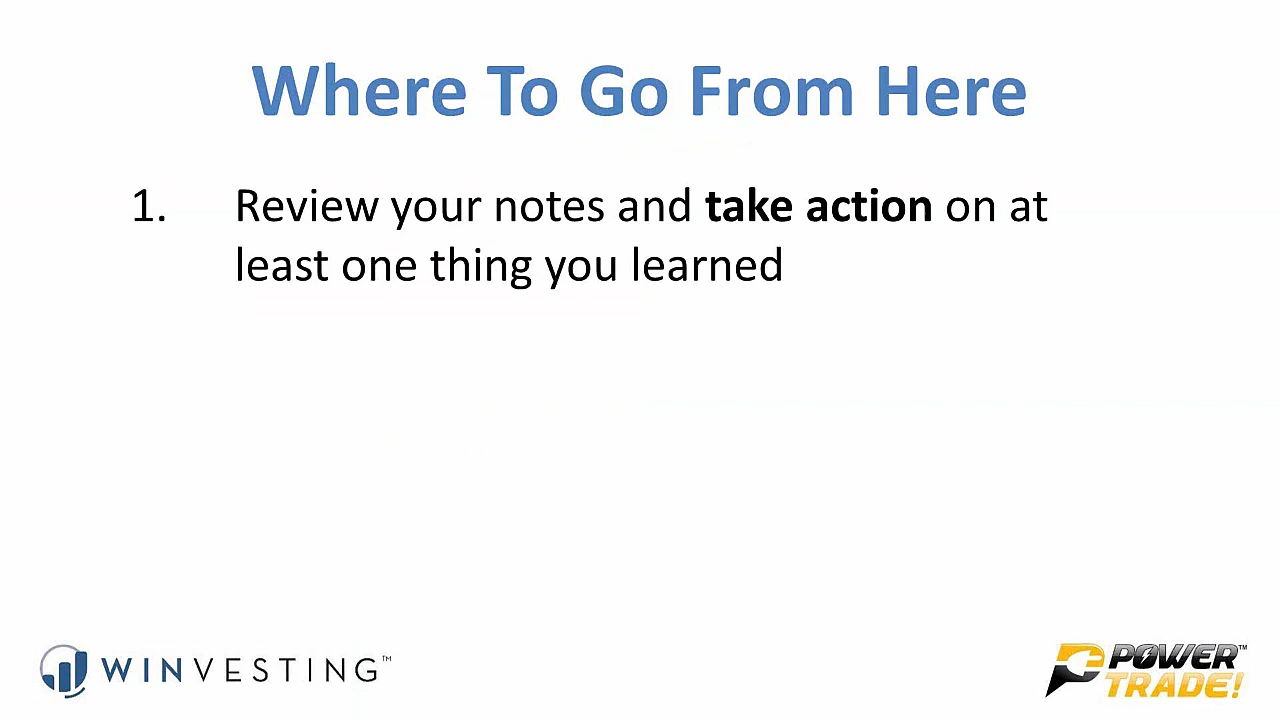 Where To Go From Here
1. Review your notes and take action on at
least one thing you learned
WINVESTING™
POWER™
TRADE!